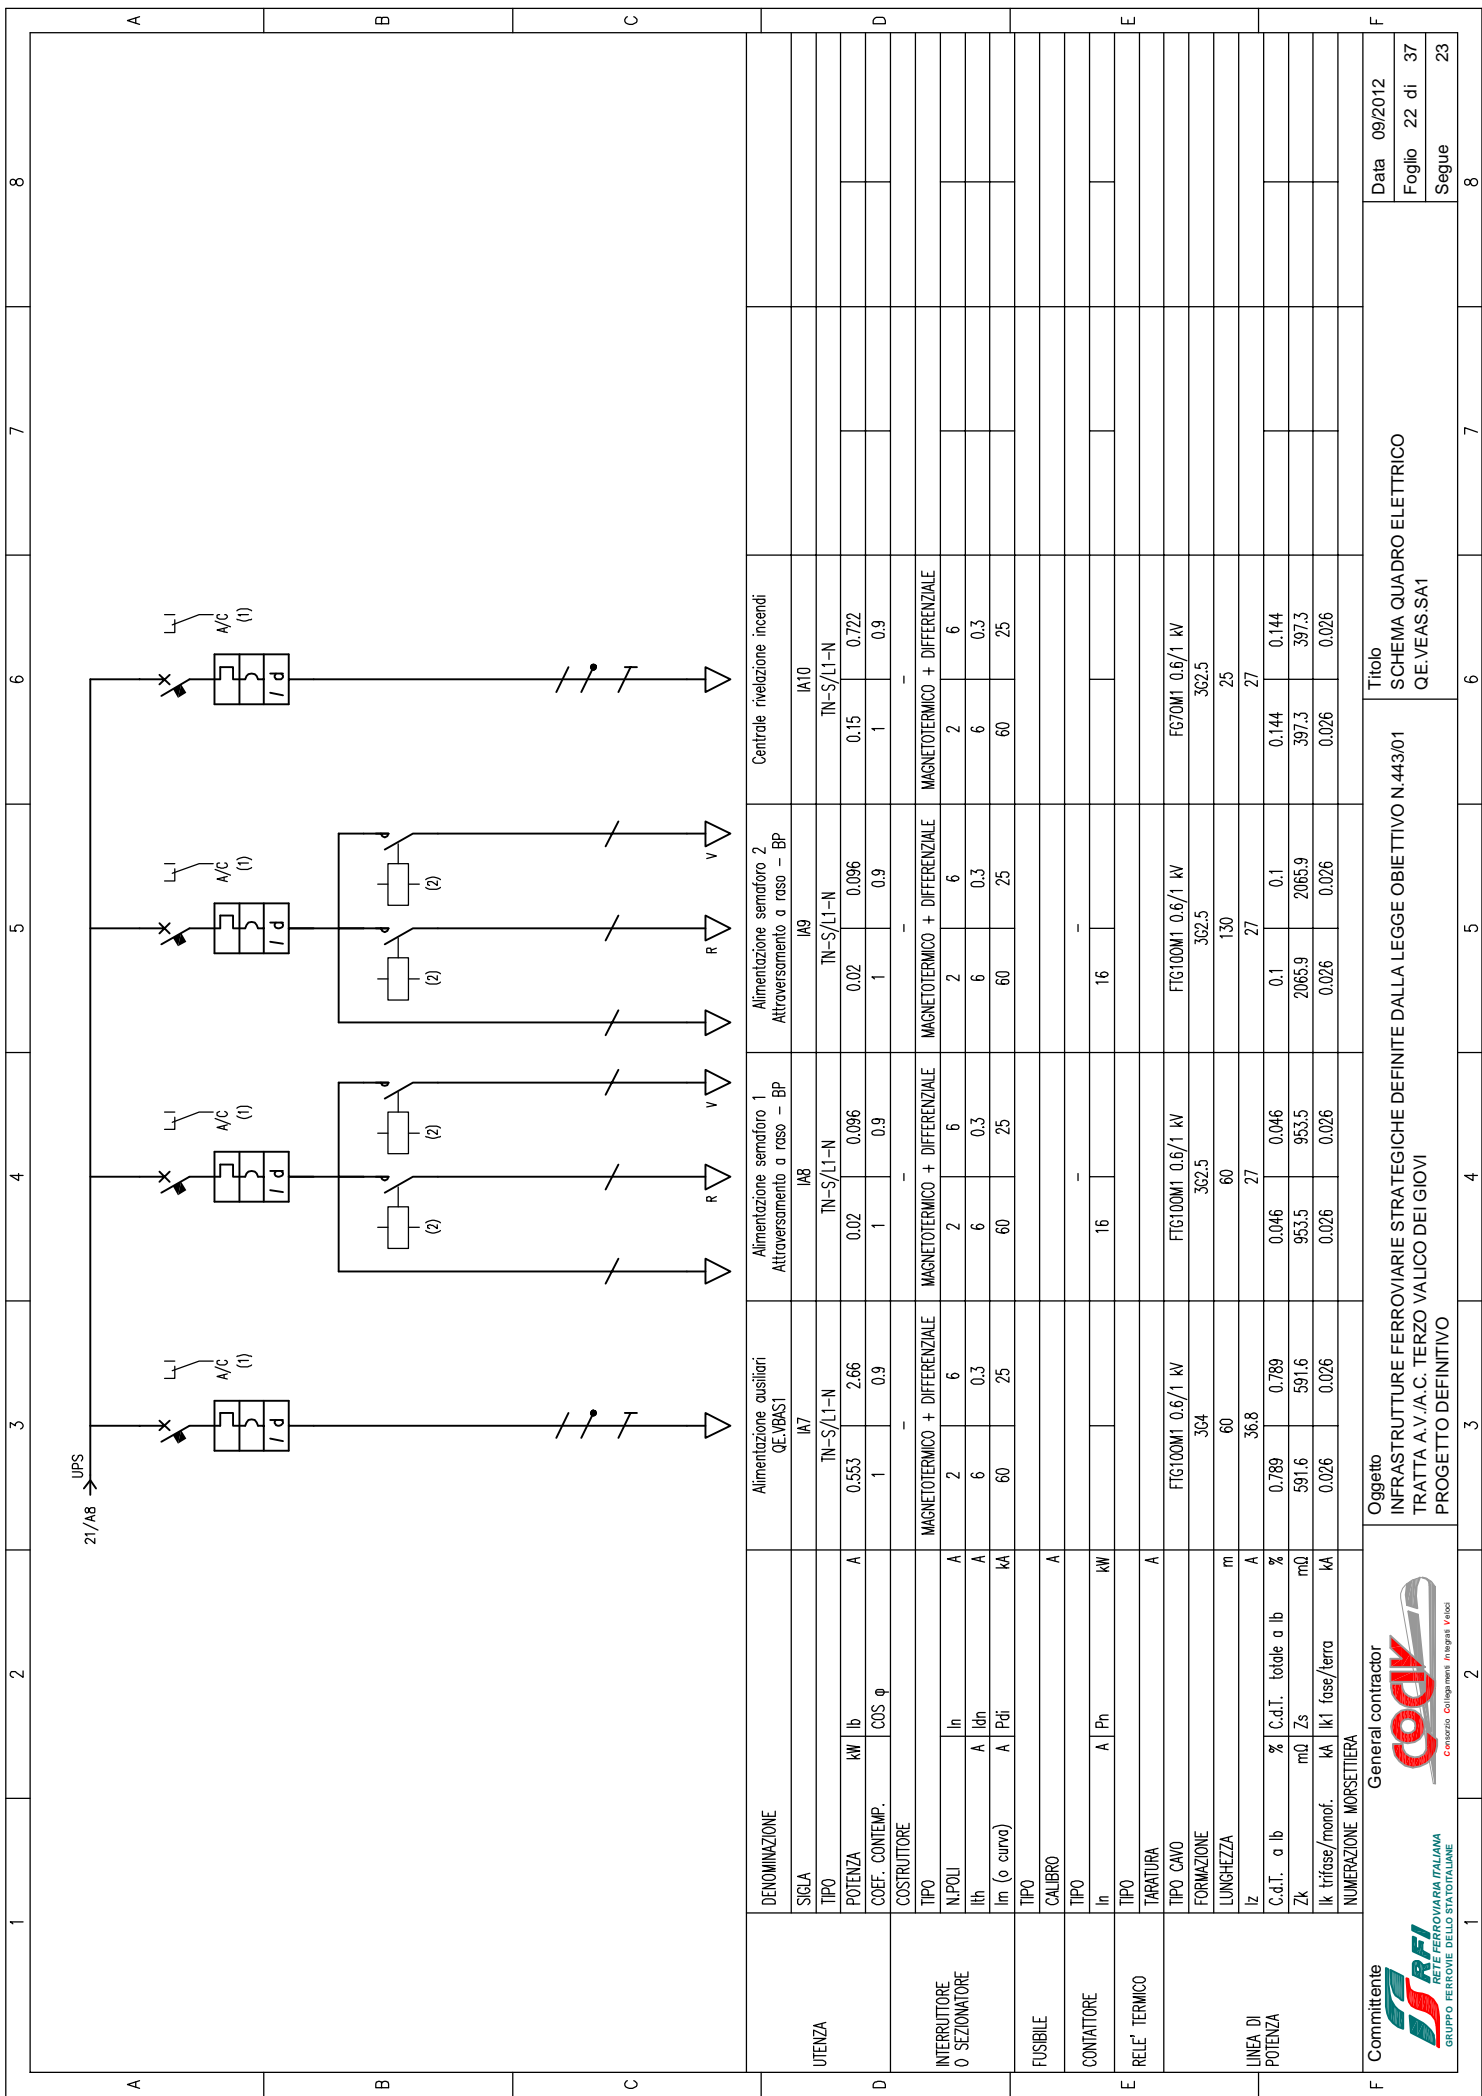 1 2 3 4 5 6 7 8
A A
B B
C C
D D
E E
F F
21/A8 UPS
A/C (1) A/C (1) A/C (1) A/C (1)
I d I d I d I d
(2) (2) (2) (2)
R V R V
UTENZA
DENOMINAZIONE Alimentazione ausiliari QE.VBAS1 Alimentazione semaforo 1 Attraversamento a raso - BP Alimentazione semaforo 2 Attraversamento a raso - BP Centrale rivelazione incendi
SIGLA IA7 IA8 IA9 IA10
TIPO TN-S/L1-N TN-S/L1-N TN-S/L1-N TN-S/L1-N
POTENZA kW Ib A 0.553 2.66 0.02 0.096 0.02 0.096 0.15 0.722
COEF. CONTEMP. COS φ 1 0.9 1 0.9 1 0.9 1 0.9
INTERRUTTORE O SEZIONATORE
COSTRUTTORE - - - -
TIPO MAGNETOTERMICO + DIFFERENZIALE MAGNETOTERMICO + DIFFERENZIALE MAGNETOTERMICO + DIFFERENZIALE MAGNETOTERMICO + DIFFERENZIALE
N.POLI In A 2 6 2 6 2 6 2 6
Ith A Idn A 6 0.3 6 0.3 6 0.3 6 0.3
Im (o curva) A Pdi kA 60 25 60 25 60 25 60 25
FUSIBILE
TIPO
CALIBRO A
CONTATTORE
TIPO - -
In A Pn kW 16 16
RELE' TERMICO
TIPO
TARATURA A
LINEA DI POTENZA
TIPO CAVO FTG10OM1 0.6/1 kV FTG10OM1 0.6/1 kV FTG10OM1 0.6/1 kV FG7OM1 0.6/1 kV
FORMAZIONE 3G4 3G2.5 3G2.5 3G2.5
LUNGHEZZA m 60 60 130 25
Iz A 36.8 27 27 27
C.d.T. a Ib % C.d.T. totale a Ib % 0.789 0.789 0.046 0.046 0.1 0.1 0.144 0.144
Zk mΩ Zs mΩ 591.6 591.6 953.5 953.5 2065.9 2065.9 397.3 397.3
Ik trifase/monof. kA Ik1 fase/terra kA 0.026 0.026 0.026 0.026 0.026 0.026 0.026 0.026
NUMERAZIONE MORSETTIERA
Committente
RFI
RETE FERROVIARIA ITALIANA
GRUPPO FERROVIE DELLO STATO ITALIANE
General contractor
COCIV
Consorzio Collegamenti Integrati Veloci
Oggetto
INFRASTRUTTURE FERROVIARIE STRATEGICHE DEFINITE DALLA LEGGE OBIETTIVO N.443/01
TRATTA A.V./A.C. TERZO VALICO DEI GIOVI
PROGETTO DEFINITIVO
Titolo
SCHEMA QUADRO ELETTRICO
QE.VEAS.SA1
Data 09/2012
Foglio 22 di 37
Segue 23
1 2 3 4 5 6 7 8